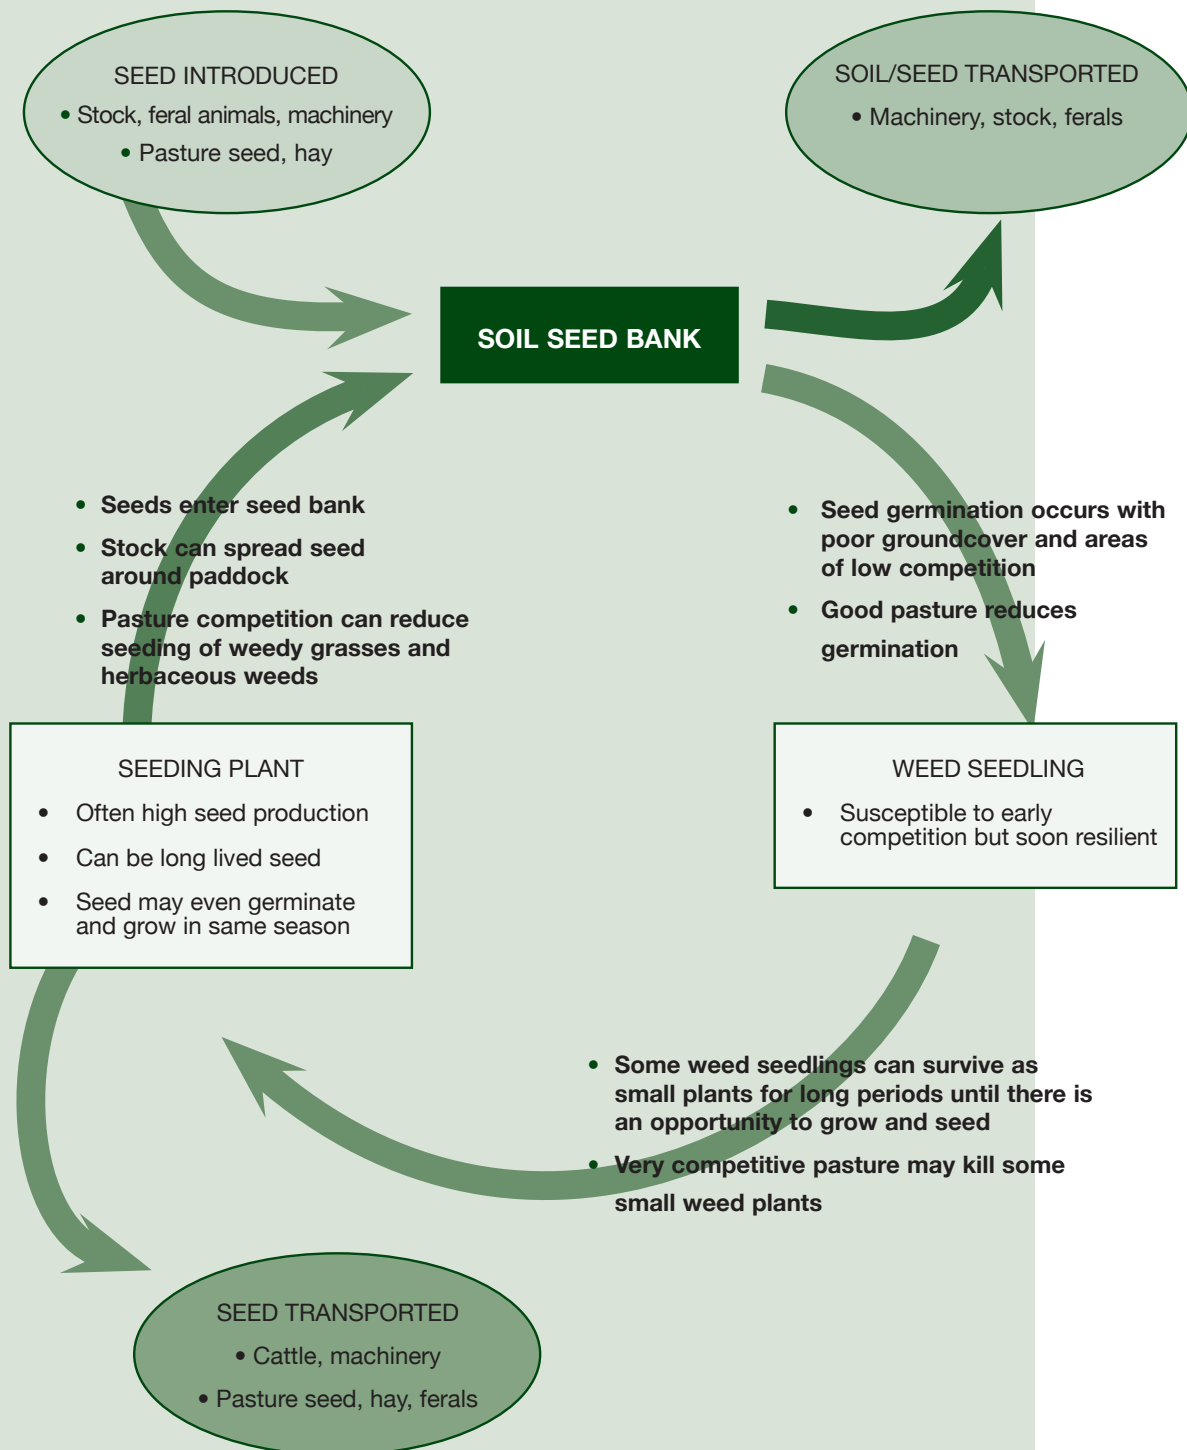 SEED INTRODUCED
• Stock, feral animals, machinery
• Pasture seed, hay
SOIL/SEED TRANSPORTED
• Machinery, stock, ferals
SOIL SEED BANK
• Seeds enter seed bank
• Stock can spread seed
around paddock
• Pasture competition can reduce
seeding of weedy grasses and
herbaceous weeds
• Seed germination occurs with
poor groundcover and areas
of low competition
• Good pasture reduces
germination
SEEDING PLANT
• Often high seed production
• Can be long lived seed
• Seed may even germinate
and grow in same season
WEED SEEDLING
• Susceptible to early
competition but soon resilient
• Some weed seedlings can survive as
small plants for long periods until there is
an opportunity to grow and seed
• Very competitive pasture may kill some
small weed plants
SEED TRANSPORTED
• Cattle, machinery
• Pasture seed, hay, ferals